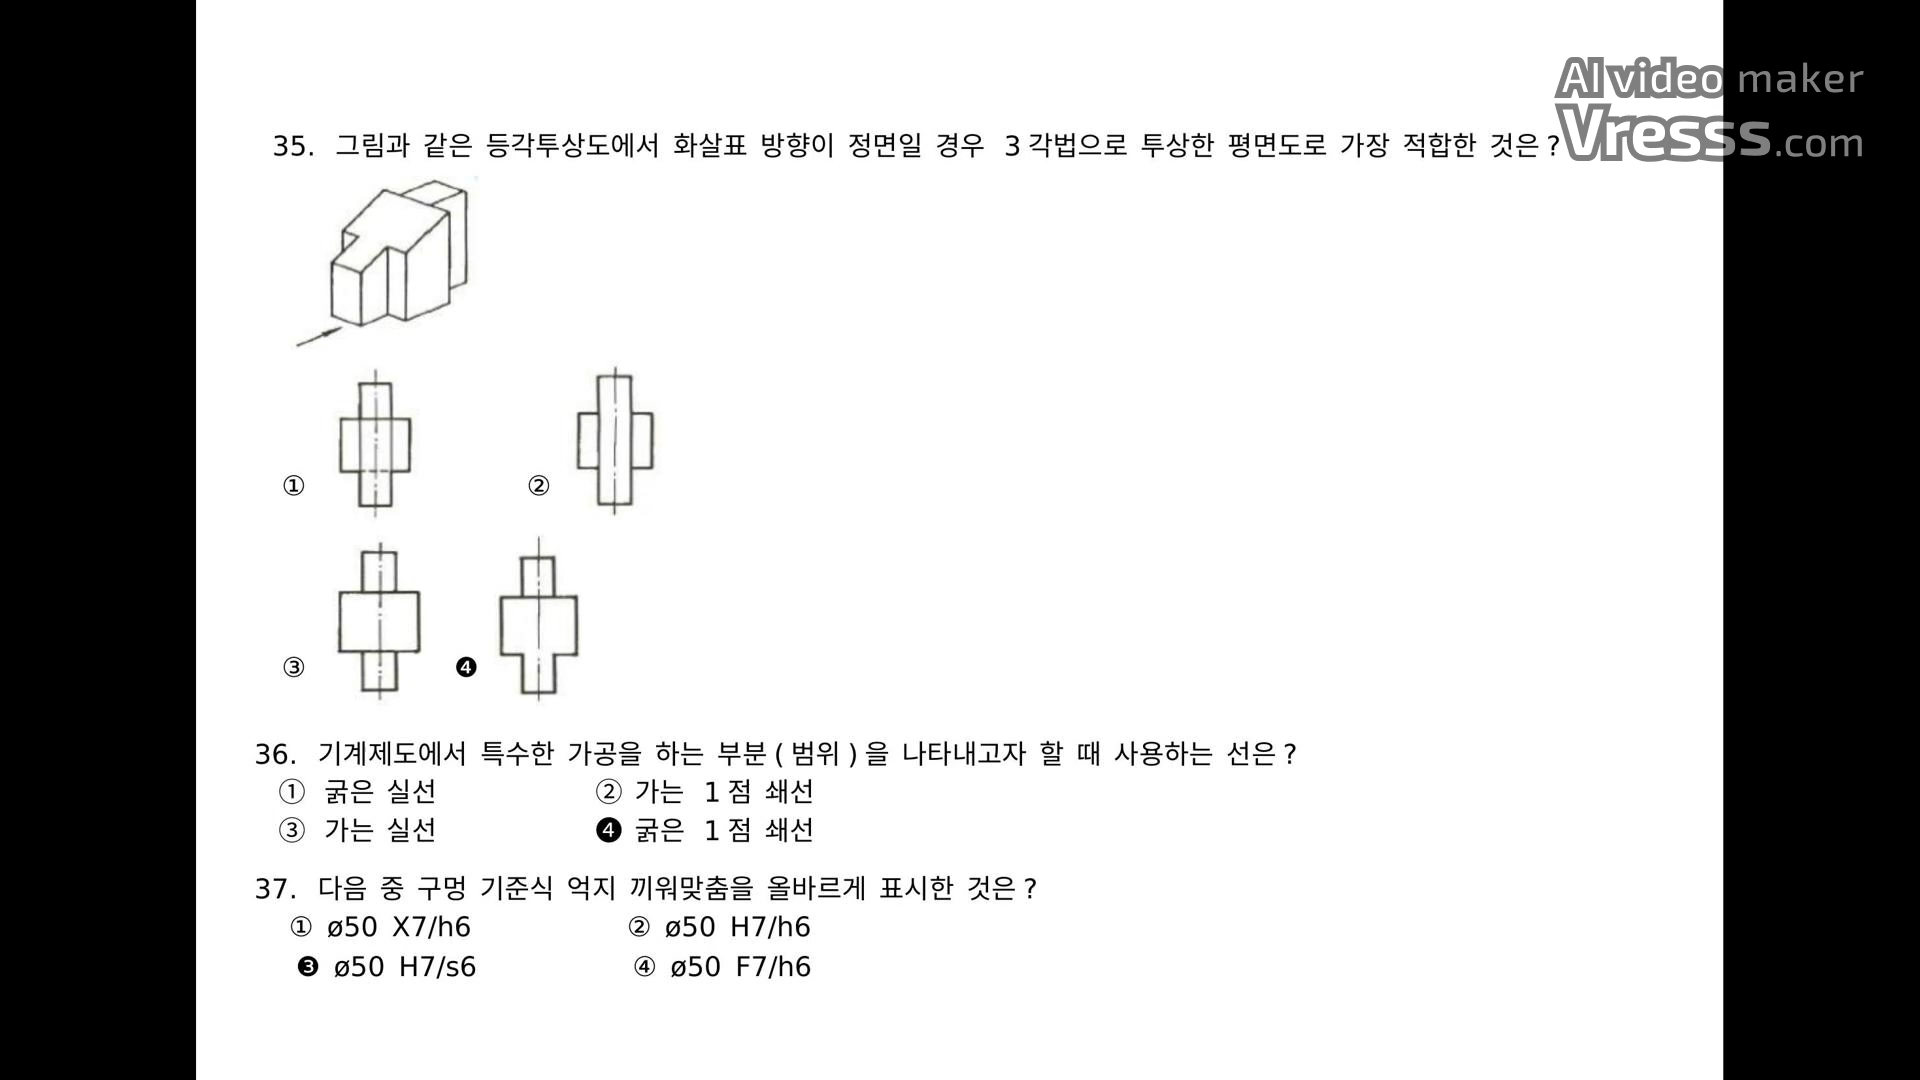 AI video maker
Vresss.com
35. 그림과 같은 등각투상도에서 화살표 방향이 정면일 경우 3각법으로 투상한 평면도로 가장 적합한 것은?
① ②
③ ❹
36. 기계제도에서 특수한 가공을 하는 부분(범위)을 나타내고자 할 때 사용하는 선은?
① 굵은 실선 ② 가는 1점 쇄선
③ 가는 실선 ❹ 굵은 1점 쇄선
37. 다음 중 구멍 기준식 억지 끼워맞춤을 올바르게 표시한 것은?
① ø50 X7/h6 ② ø50 H7/h6
❸ ø50 H7/s6 ④ ø50 F7/h6